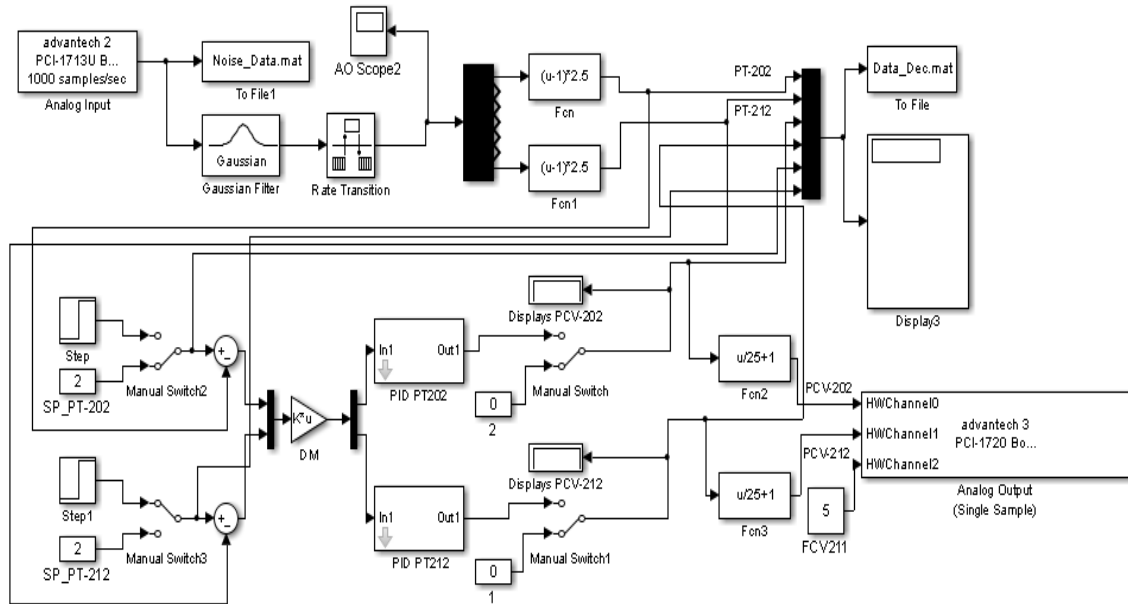 advantech 2
PCI-1713U B...
1000 samples/sec
Analog Input
Noise_Data.mat
To File1
AO Scope2
Gaussian
Gaussian Filter
Rate Transition
(u-1)*2.5
Fcn
(u-1)*2.5
Fcn1
PT-202
PT-212
Data_Dec.mat
To File
Display3
Step
2
SP_PT-202
Manual Switch2
+
-
K*u
DM
In1
Out1
PID PT202
Displays PCV-202
Manual Switch
0
2
u/25+1
Fcn2
PCV-202
HWChannel0
HWChannel1
HWChannel2
advantech 3
PCI-1720 Bo...
Analog Output
(Single Sample)
PCV-212
Step1
2
SP_PT-212
Manual Switch3
+
-
In1
Out1
PID PT212
Displays PCV-212
Manual Switch1
0
1
u/25+1
Fcn3
5
FCV211